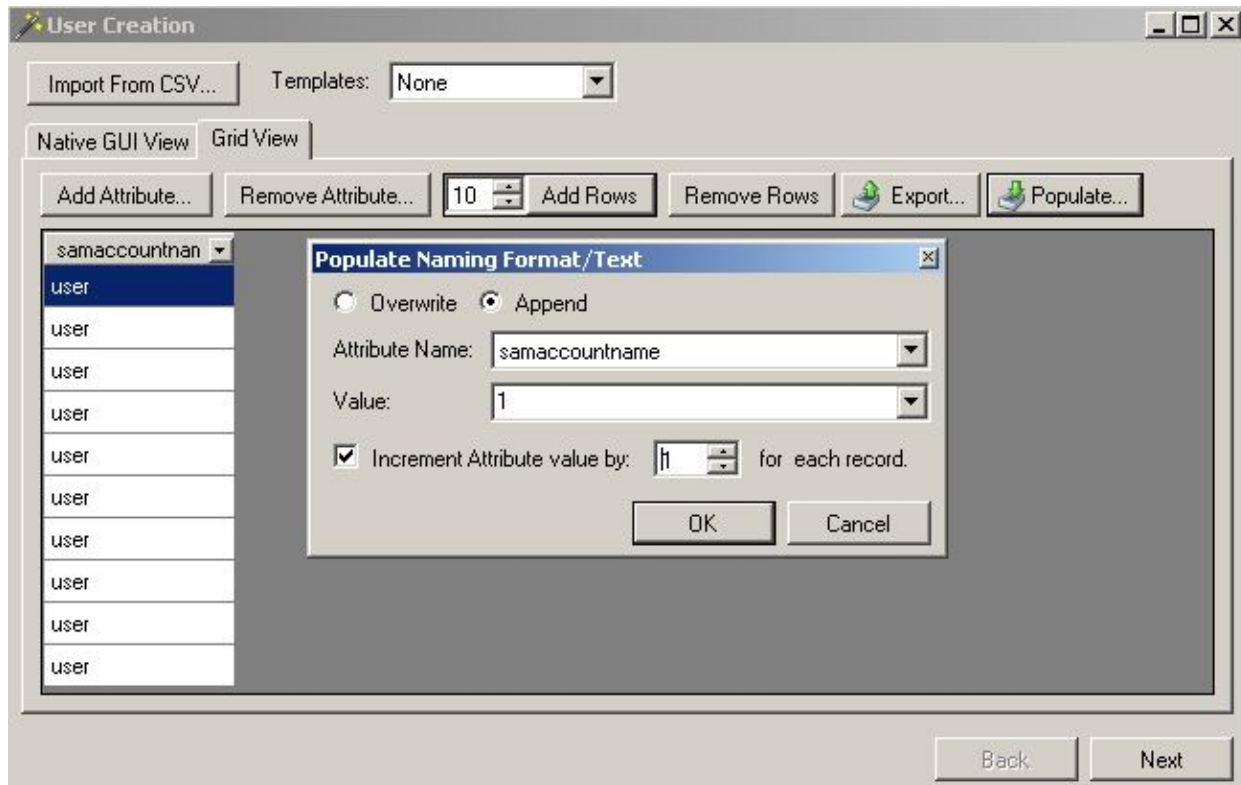 User Creation
Import From CSV... Templates: None
Native GUI View Grid View
Add Attribute... Remove Attribute... 10 Add Rows Remove Rows Export... Populate...
samaccountnan
Populate Naming Format/Text
user
Overwrite Append
user
Attribute Name: samaccountname
user
Value: 1
user
user
Increment Attribute value by: 1 for each record.
user
OK Cancel
user
user
user
user
Back Next